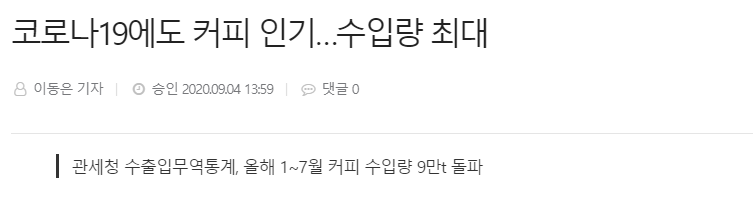 코로나19에도 커피 인기…수입량 최대
이동은 기자 | 승인 2020.09.04 13:59 | 댓글 0
관세청 수출입무역통계, 올해 1~7월 커피 수입량 9만t 돌파